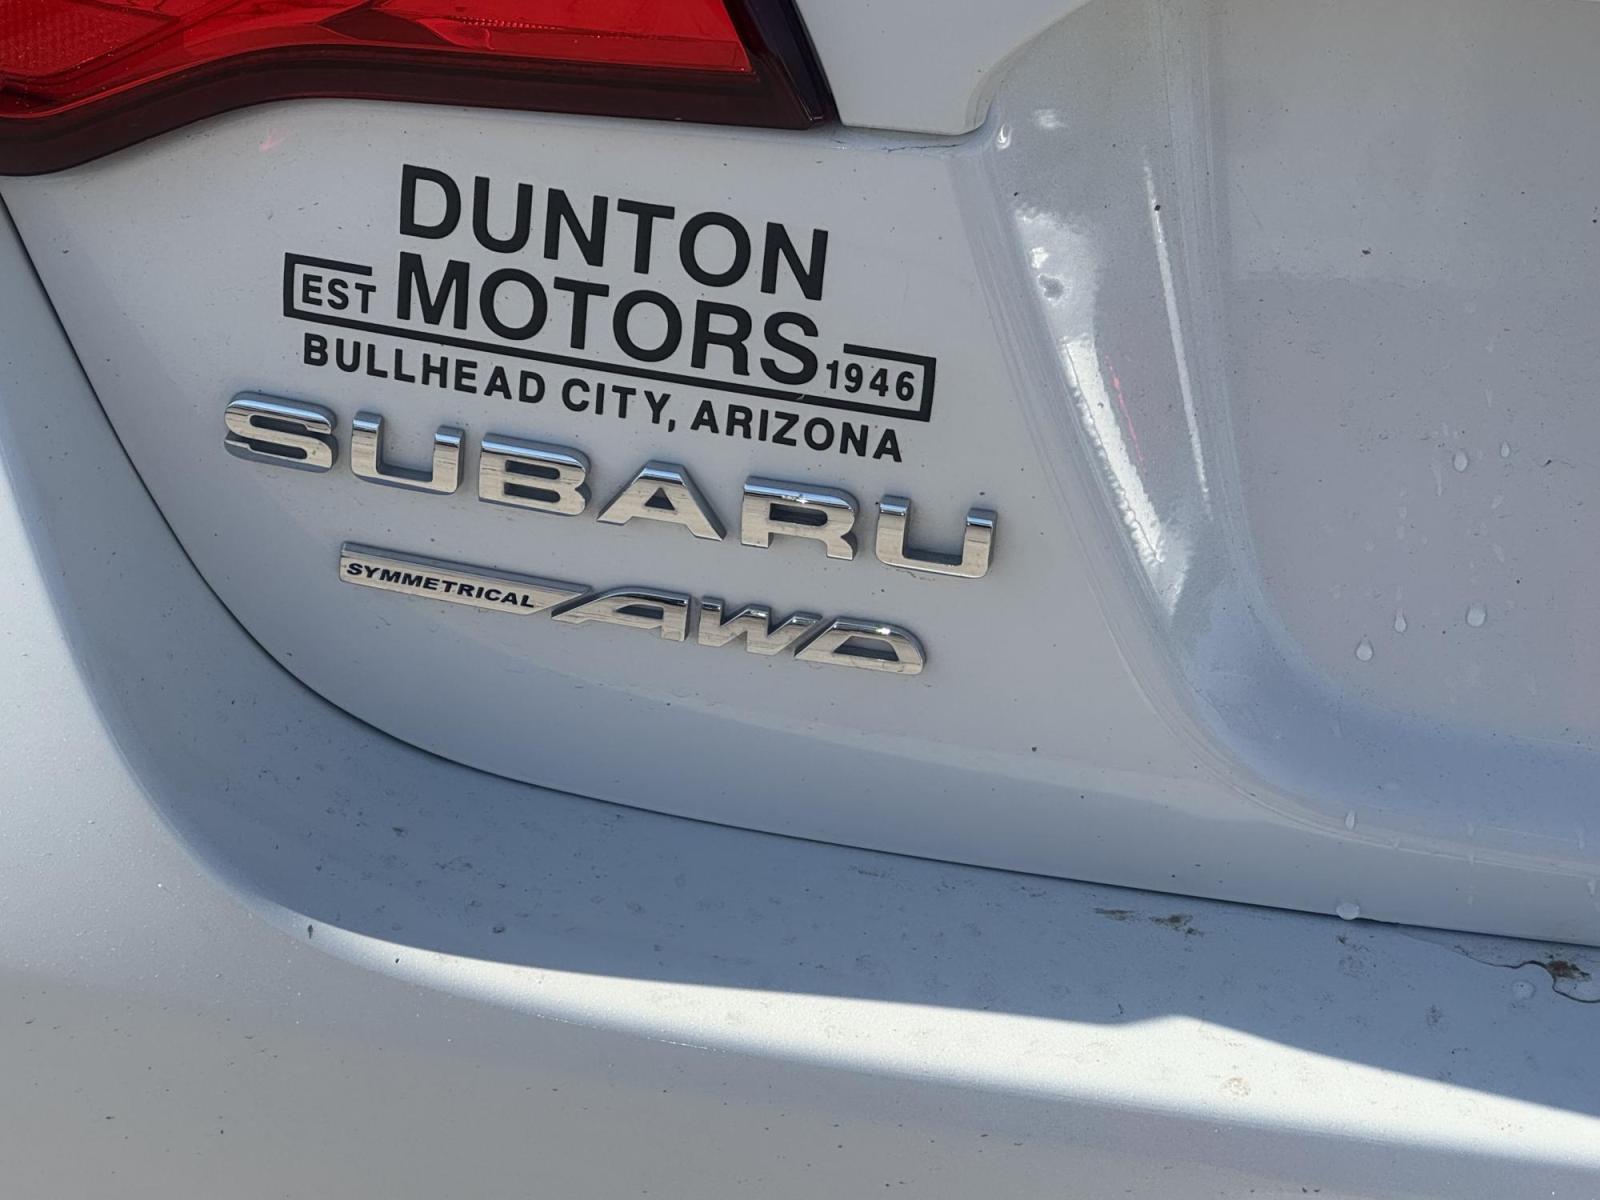 DUNTON
EST MOTORS 1946
BULLHEAD CITY, ARIZONA
SUBARU
SYMMETRICAL AWD